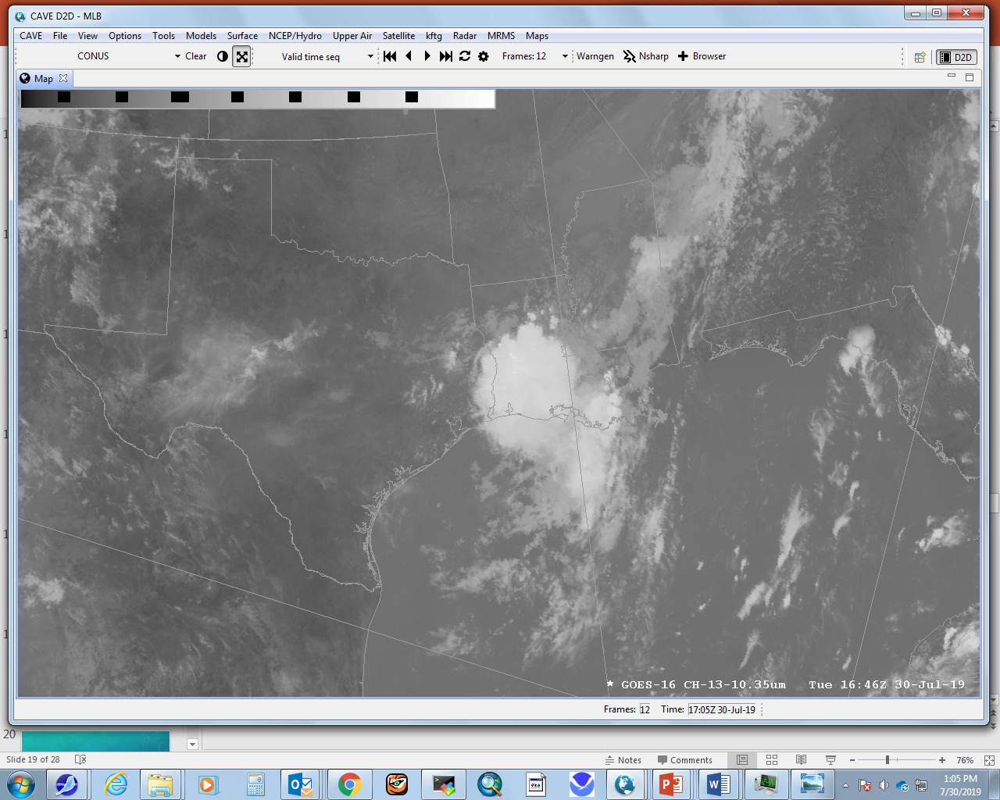 CAVE D2D - MLB
CAVE File View Options Tools Models Surface NCEP/Hydro Upper Air Satellite kftg Radar MRMS Maps
CONUS Clear Valid time seq Frames: 12 Warngen Nsharp Browser D2D
Map
* GOES-16 CH-13-10.35um Tue 16:46Z 30-Jul-19
Frames: 12 Time: 17:05Z 30-Jul-19
20
Slide 19 of 28 Notes Comments 76%
1:05 PM
7/30/2019